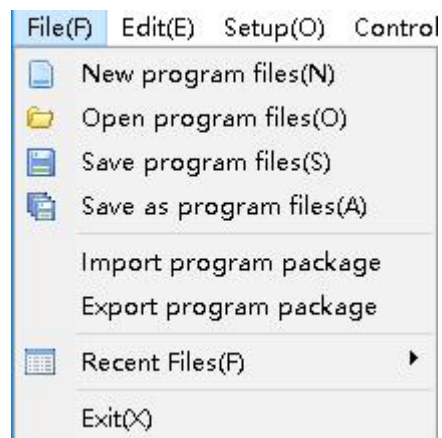 File(F) Edit(E) Setup(O) Control
New program files(N)
Open program files(O)
Save program files(S)
Save as program files(A)
Import program package
Export program package
Recent Files(F)
Exit(X)